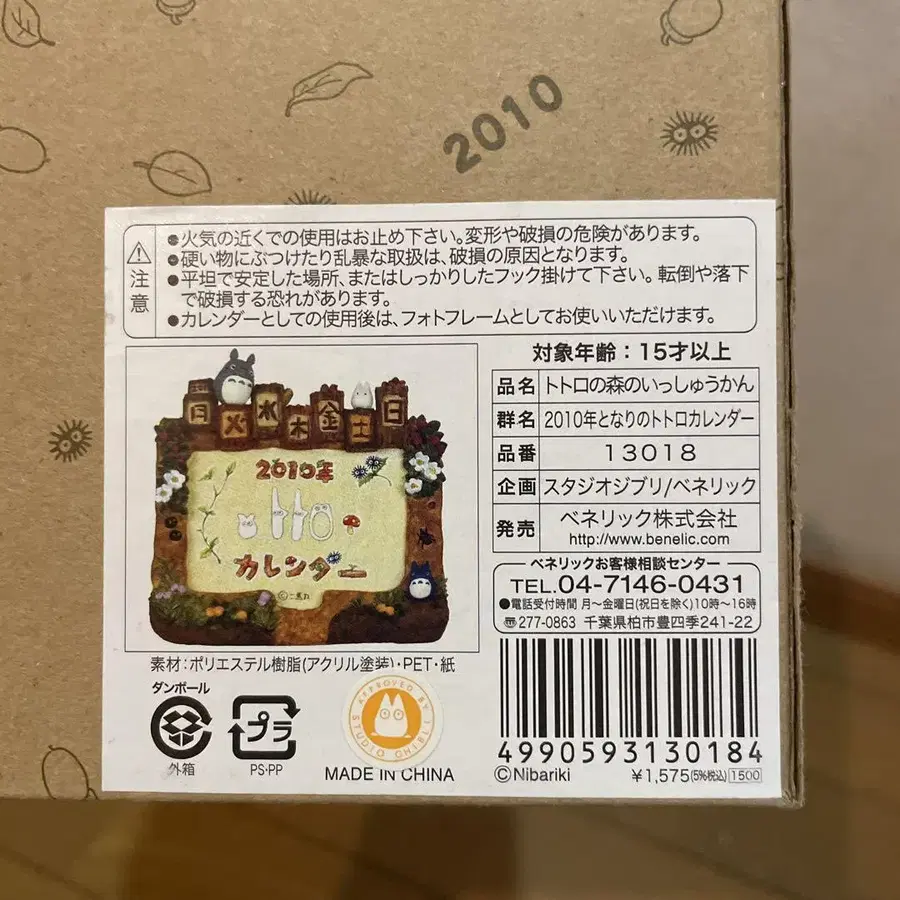 2010
注意
●火気の近くでの使用はお止め下さい。変形や破損の危険があります。
●硬い物にぶつけたり乱暴な取扱は、破損の原因となります。
●平坦で安定した場所、またはしっかりしたフック掛けて下さい。転倒や落下
で破損する恐れがあります。
●カレンダーとしての使用後は、フォトフレームとしてお使いいただけます。
月火水木金土日
2010年
カレンダー
©二馬力
対象年齢：15才以上
品名 トトロの森のいっしゅうかん
群名 2010年となりのトトロカレンダー
品番 13018
企画 スタジオジブリ/ベネリック
発売 ベネリック株式会社
http://www.benelic.com
ベネリックお客様相談センター
TEL.04-7146-0431
●電話受付時間 月～金曜日(祝日を除く)10時～16時
〠277-0863 千葉県柏市豊四季241-22
素材：ポリエステル樹脂(アクリル塗装)・PET・紙
ダンボール
外箱
プラ
PS・PP
APPROVED BY
STUDIO GHIBLI
MADE IN CHINA
4990593130184
©Nibariki
¥1,575(5%税込) 1500